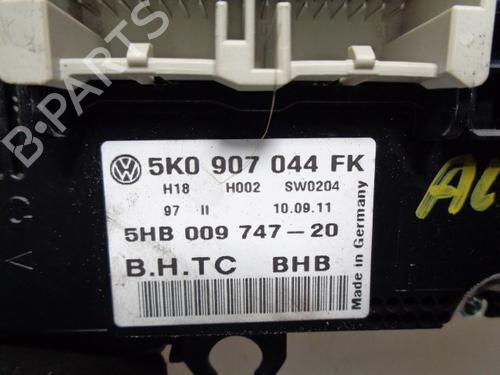 B-PARTS
5K0 907 044 FK
H18 H002 SW0204
97 II 10.09.11
5HB 009 747-20
B.H.TC BHB
Made in Germany